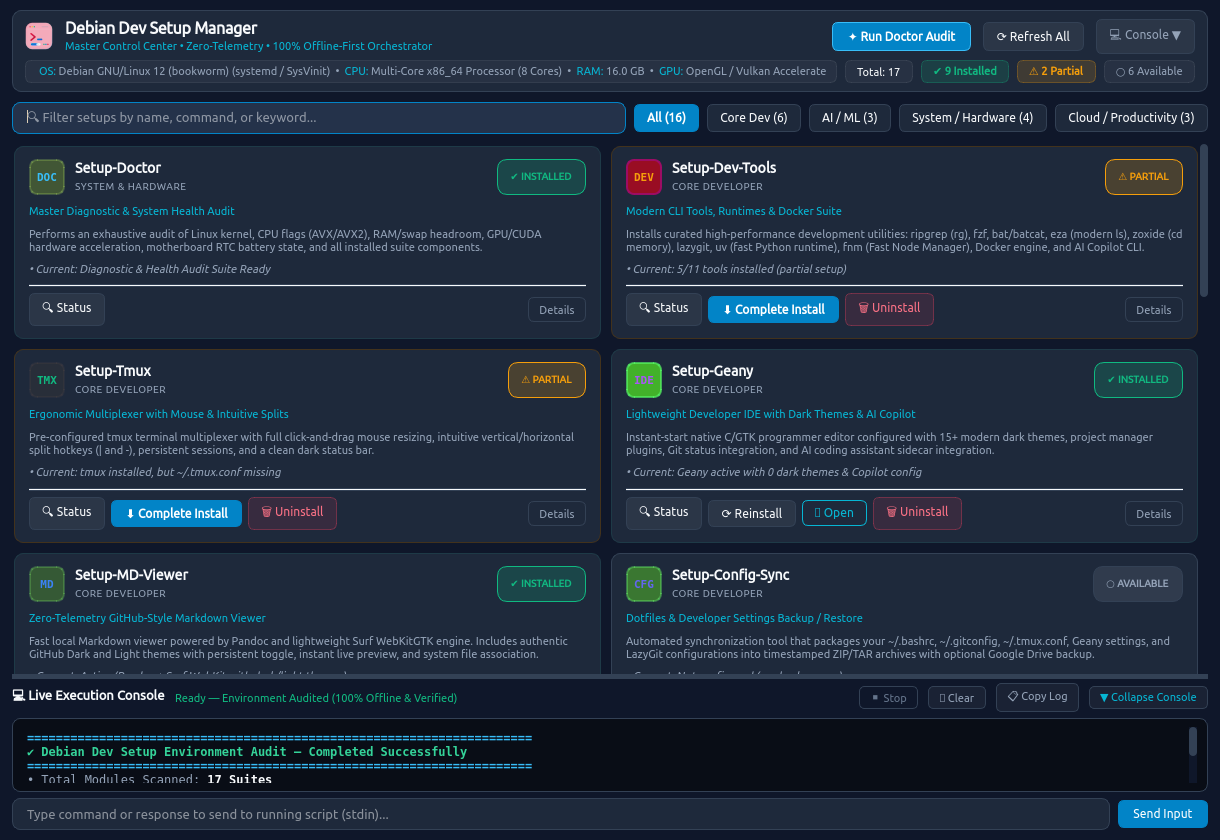 Debian Dev Setup Manager
Master Control Center • Zero-Telemetry • 100% Offline-First Orchestrator
✦ Run Doctor Audit
⟳ Refresh All
Console ▼
OS: Debian GNU/Linux 12 (bookworm) (systemd / SysVinit) • CPU: Multi-Core x86_64 Processor (8 Cores) • RAM: 16.0 GB • GPU: OpenGL / Vulkan Accelerate
Total: 17
✔ 9 Installed
⚠ 2 Partial
○ 6 Available
Filter setups by name, command, or keyword...
All (16)
Core Dev (6)
AI / ML (3)
System / Hardware (4)
Cloud / Productivity (3)
DOC
Setup-Doctor
SYSTEM & HARDWARE
✔ INSTALLED
Master Diagnostic & System Health Audit
Performs an exhaustive audit of Linux kernel, CPU flags (AVX/AVX2), RAM/swap headroom, GPU/CUDA
hardware acceleration, motherboard RTC battery state, and all installed suite components.
• Current: Diagnostic & Health Audit Suite Ready
Status
Details
DEV
Setup-Dev-Tools
CORE DEVELOPER
⚠ PARTIAL
Modern CLI Tools, Runtimes & Docker Suite
Installs curated high-performance development utilities: ripgrep (rg), fzf, bat/batcat, eza (modern ls), zoxide (cd
memory), lazygit, uv (fast Python runtime), fnm (Fast Node Manager), Docker engine, and AI Copilot CLI.
• Current: 5/11 tools installed (partial setup)
Status
⬇ Complete Install
Uninstall
Details
TMX
Setup-Tmux
CORE DEVELOPER
⚠ PARTIAL
Ergonomic Multiplexer with Mouse & Intuitive Splits
Pre-configured tmux terminal multiplexer with full click-and-drag mouse resizing, intuitive vertical/horizontal
split hotkeys (| and -), persistent sessions, and a clean dark status bar.
• Current: tmux installed, but ~/.tmux.conf missing
Status
⬇ Complete Install
Uninstall
Details
Setup-Geany
CORE DEVELOPER
✔ INSTALLED
Lightweight Developer IDE with Dark Themes & AI Copilot
Instant-start native C/GTK programmer editor configured with 15+ modern dark themes, project manager
plugins, Git status integration, and AI coding assistant sidecar integration.
• Current: Geany active with 0 dark themes & Copilot config
Status
⟳ Reinstall
Open
Uninstall
Details
MD
Setup-MD-Viewer
CORE DEVELOPER
✔ INSTALLED
Zero-Telemetry GitHub-Style Markdown Viewer
Fast local Markdown viewer powered by Pandoc and lightweight Surf WebKitGTK engine. Includes authentic
GitHub Dark and Light themes with persistent toggle, instant live preview, and system file association.
CFG
Setup-Config-Sync
CORE DEVELOPER
○ AVAILABLE
Dotfiles & Developer Settings Backup / Restore
Automated synchronization tool that packages your ~/.bashrc, ~/.gitconfig, ~/.tmux.conf, Geany settings, and
LazyGit configurations into timestamped ZIP/TAR archives with optional Google Drive backup.
Live Execution Console
Ready — Environment Audited (100% Offline & Verified)
Stop
Clear
Copy Log
▼ Collapse Console
======================================================================
✔ Debian Dev Setup Environment Audit — Completed Successfully
======================================================================
• Total Modules Scanned: 17 Suites
Type command or response to send to running script (stdin)...
Send Input